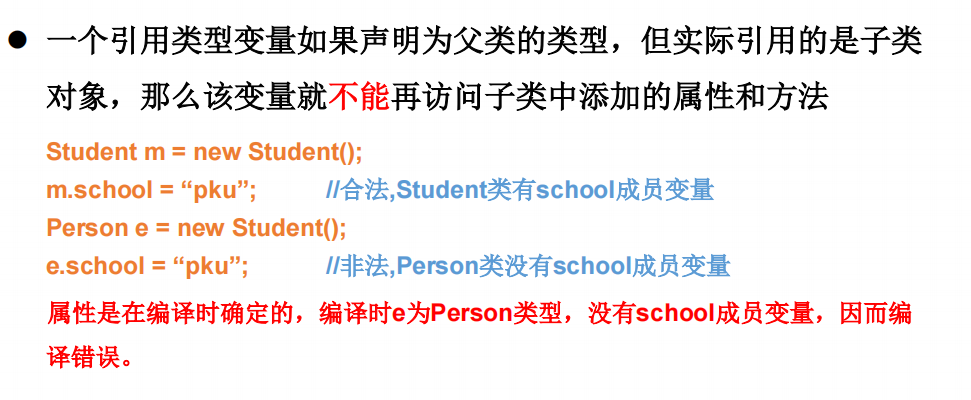 ● 一个引用类型变量如果声明为父类的类型，但实际引用的是子类
对象，那么该变量就不能再访问子类中添加的属性和方法
Student m = new Student();
m.school = “pku”; //合法,Student类有school成员变量
Person e = new Student();
e.school = “pku”; //非法,Person类没有school成员变量
属性是在编译时确定的，编译时e为Person类型，没有school成员变量，因而编
译错误。